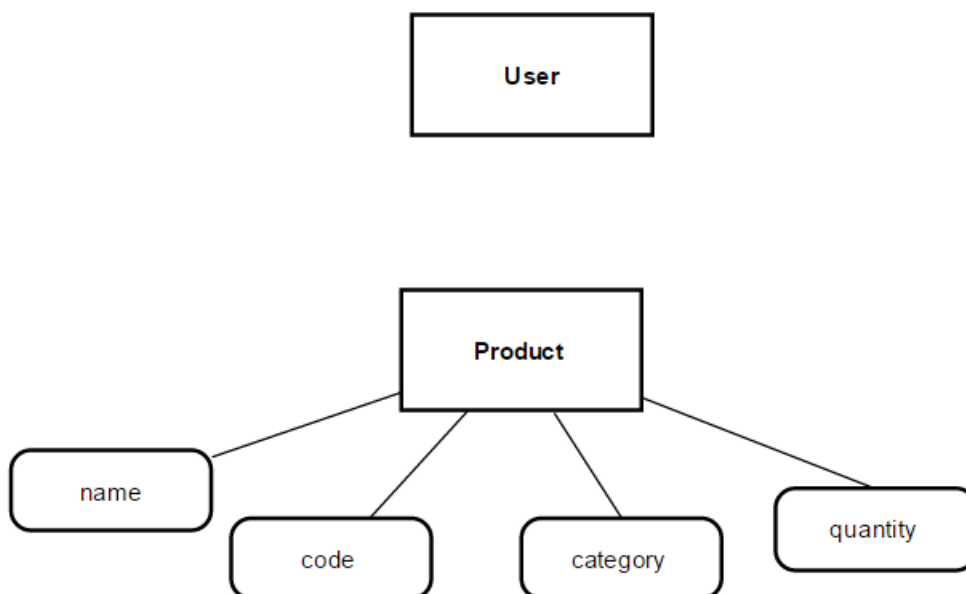 User
Product
name
code
category
quantity